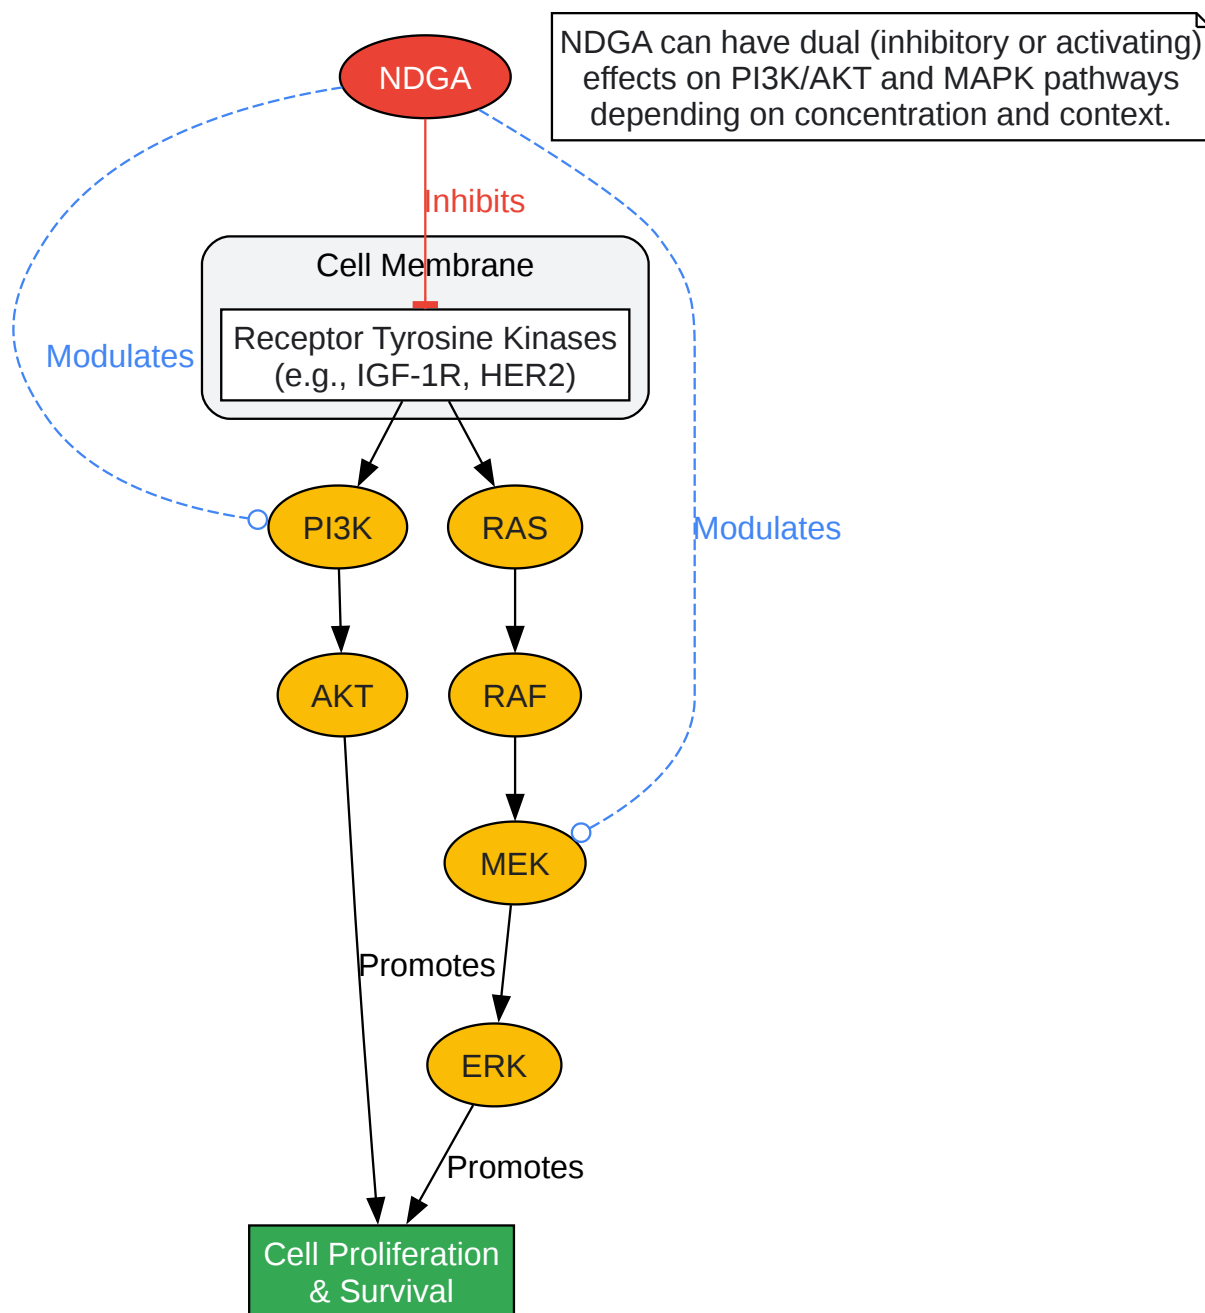 NDGA
NDGA can have dual (inhibitory or activating)
effects on PI3K/AKT and MAPK pathways
depending on concentration and context.
Inhibits
Cell Membrane
Receptor Tyrosine Kinases
(e.g., IGF-1R, HER2)
Modulates
PI3K
RAS
Modulates
AKT
RAF
MEK
Promotes
ERK
Promotes
Cell Proliferation
& Survival